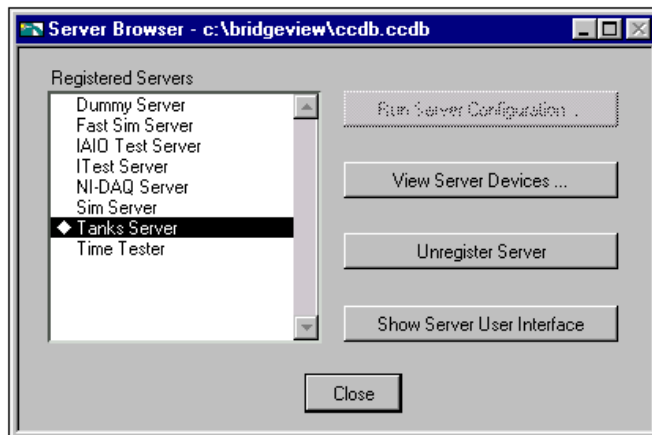 Server Browser - c:\bridgeview\ccdb.ccdb
Registered Servers
Dummy Server
Fast Sim Server
IAIO Test Server
ITest Server
NI-DAQ Server
Sim Server
Tanks Server
Time Tester
Run Server Configuration ..
View Server Devices ...
Unregister Server
Show Server User Interface
Close